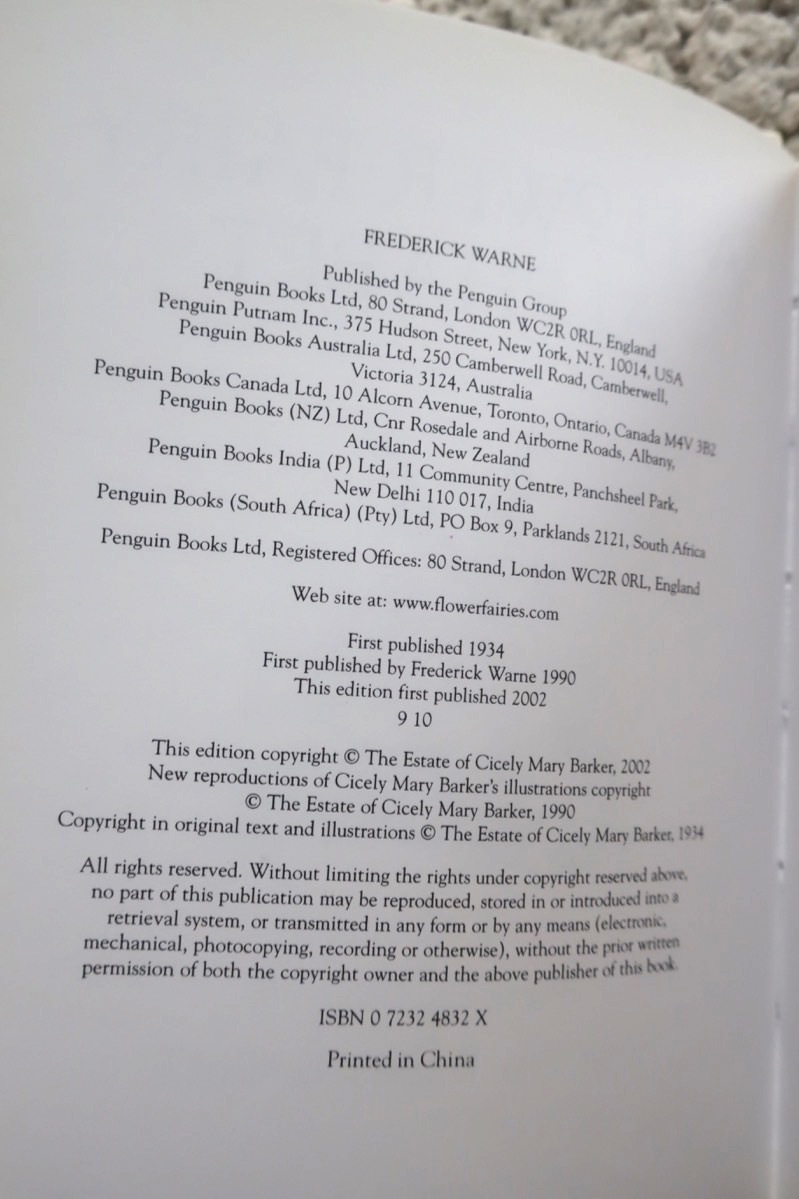 FREDERICK WARNE
Published by the Penguin Group
Penguin Books Ltd, 80 Strand, London WC2R 0RL, England
Penguin Putnam Inc., 375 Hudson Street, New York, N.Y. 10014, USA
Penguin Books Australia Ltd, 250 Camberwell Road, Camberwell,
Victoria 3124, Australia
Penguin Books Canada Ltd, 10 Alcorn Avenue, Toronto, Ontario, Canada M4V 3B2
Penguin Books (NZ) Ltd, Cnr Rosedale and Airborne Roads, Albany,
Auckland, New Zealand
Penguin Books India (P) Ltd, 11 Community Centre, Panchsheel Park,
New Delhi 110 017, India
Penguin Books (South Africa) (Pty) Ltd, PO Box 9, Parklands 2121, South Africa
Penguin Books Ltd, Registered Offices: 80 Strand, London WC2R 0RL, England
Web site at: www.flowerfairies.com
First published 1934
First published by Frederick Warne 1990
This edition first published 2002
9 10
This edition copyright © The Estate of Cicely Mary Barker, 2002
New reproductions of Cicely Mary Barker's illustrations copyright
© The Estate of Cicely Mary Barker, 1990
Copyright in original text and illustrations © The Estate of Cicely Mary Barker, 1934
All rights reserved. Without limiting the rights under copyright reserved above,
no part of this publication may be reproduced, stored in or introduced into a
retrieval system, or transmitted in any form or by any means (electronic,
mechanical, photocopying, recording or otherwise), without the prior written
permission of both the copyright owner and the above publisher of this book.
ISBN 0 7232 4832 X
Printed in China